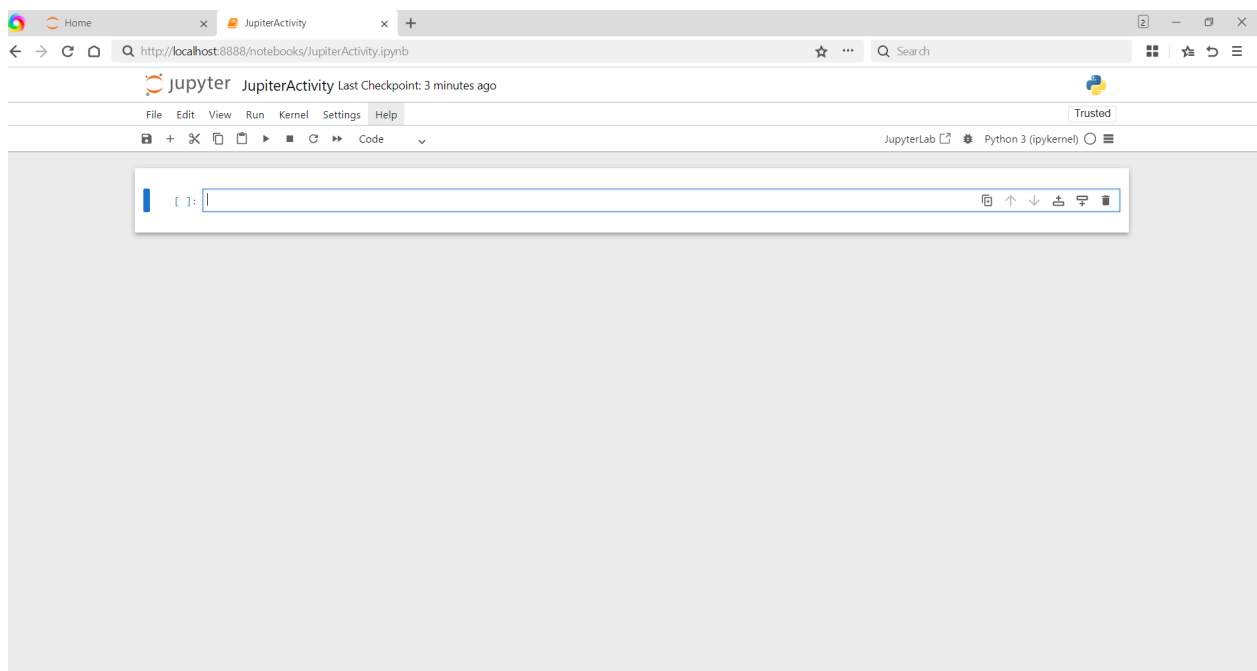 Home JupiterActivity 2
http://localhost:8888/notebooks/JupiterActivity.ipynb Search
jupyter JupiterActivity Last Checkpoint: 3 minutes ago
File Edit View Run Kernel Settings Help Trusted
Code JupyterLab Python 3 (ipykernel)
[ ]: